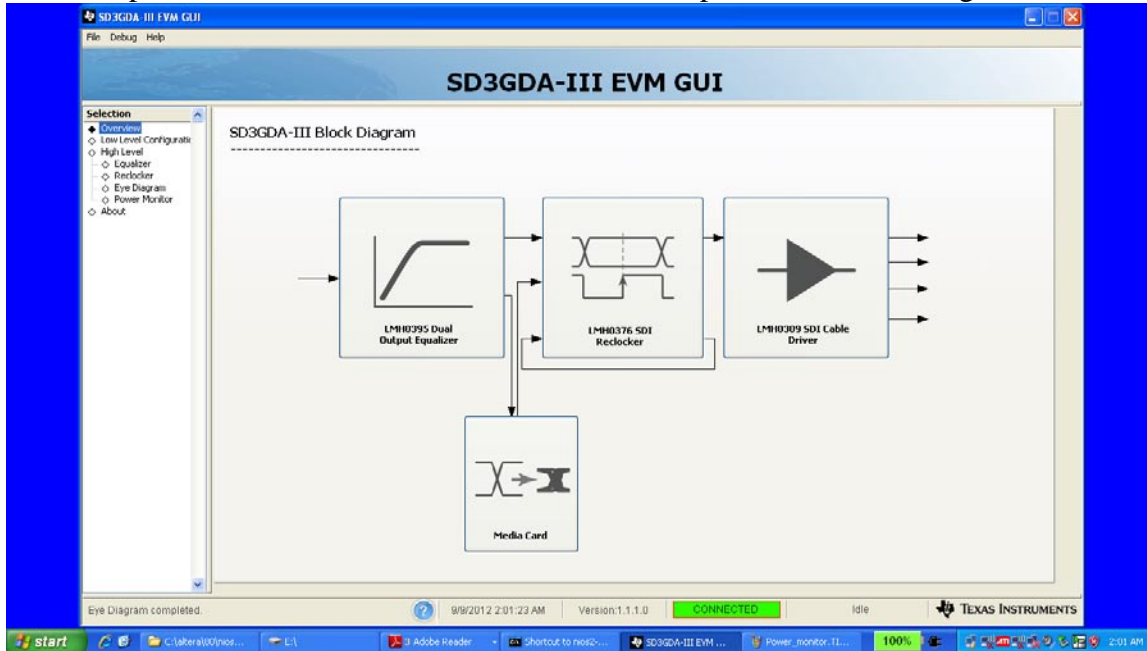 SD3GDA-III EVM GUI
File Debug Help
SD3GDA-III EVM GUI
Selection
Overview
Low Level Configuratic
High Level
Equalizer
Reclocker
Eye Diagram
Power Monitor
About
SD3GDA-III Block Diagram
LMH0395 Dual
Output Equalizer
LMH0376 SDI
Reclocker
LMH0309 SDI Cable
Driver
Media Card
Eye Diagram completed.
9/9/2012 2:01:23 AM
Version:1.1.1.0
CONNECTED
Idle
TEXAS INSTRUMENTS
start
C:\altera\00\nios...
E:\
3 Adobe Reader
Shortcut to nios2-...
SD3GDA-III EVM ...
Power_monitor.TI...
100%
2:01 AM